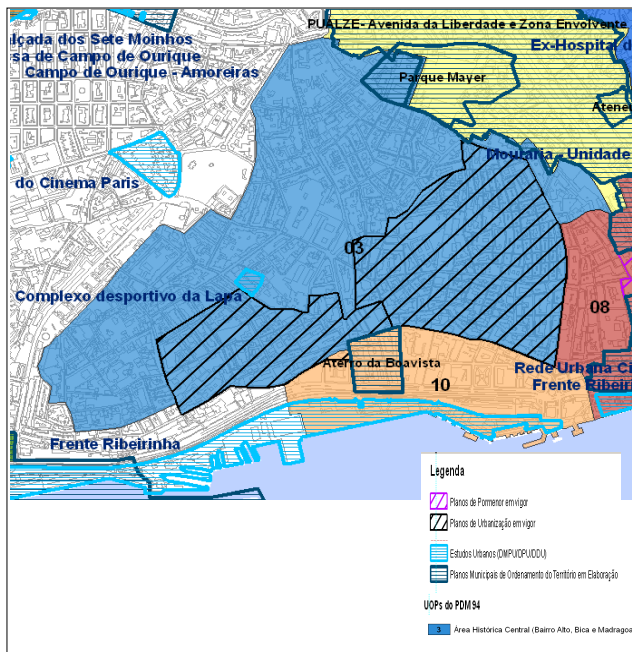 PUALZE- Avenida da Liberdade e Zona Envolvente
lçada dos Sete Moinhos
Ex-Hospital d
sa de Campo de Ourique
Campo de Ourique - Amoreiras
Parque Mayer
Atene
Mouraria - Unidade
do Cinema Paris
03
Complexo desportivo da Lapa
08
Aterro da Boavista
Rede Urbana Ci
10
Frente Ribeiri
Frente Ribeirinha
Legenda
Planos de Pormenor em vigor
Planos de Urbanização em vigor
Estudos Urbanos (DMPU/DPU/DDU)
Planos Municipais de Ordenamento do Território em Elaboração
UOPs do PDM 94
3 Área Histórica Central (Bairro Alto, Bica e Madragoa